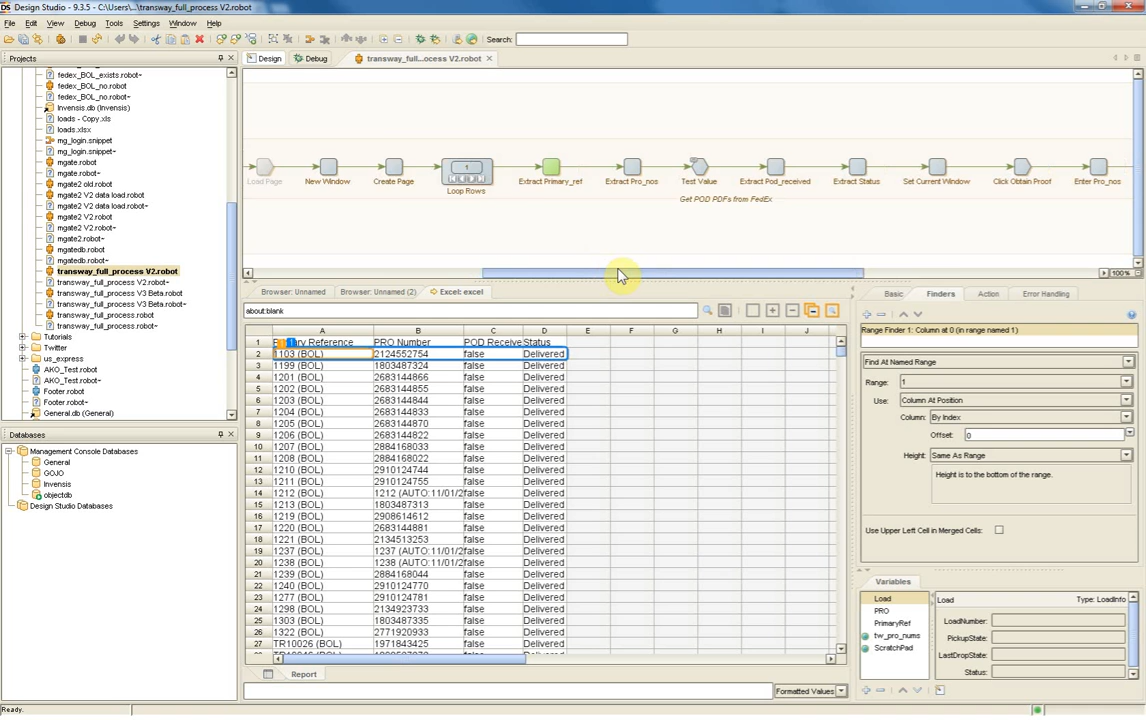 Design Studio - 9.3.5 - C:\Users\...\transway_full_process V2.robot
File Edit View Debug Tools Settings Window Help
Search:
Projects
fedex_BOL_exists.robot~
fedex_BOL_no.robot
fedex_BOL_no.robot~
Invensis.db (Invensis)
loads - Copy.xls
loads.xlsx
mg_login.snippet
mg_login.snippet~
mgate.robot
mgate.robot~
mgate2 old.robot
mgate2 V2 data load.robot
mgate2 V2 data load.robot~
mgate2 V2.robot
mgate2 V2.robot~
mgate2.robot~
mgatedb.robot
mgatedb.robot~
transway_full_process V2.robot
transway_full_process V2.robot~
transway_full_process V3 Beta.robot
transway_full_process V3 Beta.robot~
transway_full_process.robot
transway_full_process.robot~
Tutorials
Twitter
us_express
AKO_Test.robot
AKO_Test.robot~
Footer.robot
Footer.robot~
General.db (General)
Databases
Management Console Databases
General
GOJO
Invensis
objectdb
Design Studio Databases
Design Debug transway_full...ocess V2.robot
Load Page New Window Create Page Loop Rows Extract Primary_ref Extract Pro_nos Test Value Extract Pod_received Extract Status Set Current Window Click Obtain Proof Enter Pro_nos
1
Get POD PDFs from FedEx
100%
Browser: Unnamed Browser: Unnamed (2) Excel: excel
about:blank
A B C D E F G H I J
1 Reference PRO Number POD Receive Status
2 1103 (BOL) 2124552754 false Delivered
3 1199 (BOL) 1803487324 false Delivered
4 1201 (BOL) 2683144866 false Delivered
5 1202 (BOL) 2683144855 false Delivered
6 1203 (BOL) 2683144844 false Delivered
7 1204 (BOL) 2683144833 false Delivered
8 1205 (BOL) 2683144870 false Delivered
9 1206 (BOL) 2683144822 false Delivered
10 1207 (BOL) 2884168033 false Delivered
11 1208 (BOL) 2884168022 false Delivered
12 1210 (BOL) 2910124744 false Delivered
13 1211 (BOL) 2910124755 false Delivered
14 1212 (BOL) 1212 (AUTO:11/01/2 false Delivered
15 1213 (BOL) 1803487313 false Delivered
16 1219 (BOL) 2908614612 false Delivered
17 1220 (BOL) 2683144881 false Delivered
18 1221 (BOL) 2134513253 false Delivered
19 1237 (BOL) 1237 (AUTO:11/01/2 false Delivered
20 1238 (BOL) 1238 (AUTO:11/01/2 false Delivered
21 1239 (BOL) 2884168044 false Delivered
22 1240 (BOL) 2910124770 false Delivered
23 1277 (BOL) 2910124781 false Delivered
24 1298 (BOL) 2134923733 false Delivered
25 1303 (BOL) 1803487335 false Delivered
26 1322 (BOL) 2771920933 false Delivered
27 TR10026 (BOL) 1971843425 false Delivered
Report
Formatted Values
Basic Finders Action Error Handling
Range Finder 1: Column at 0 (in range named 1)
Find At Named Range
Range: 1
Use: Column At Position
Column: By Index
Offset: 0
Height: Same As Range
Height is to the bottom of the range.
Use Upper Left Cell in Merged Cells:
Variables
Load
PRO
PrimaryRef
tw_pro_nums
ScratchPad
Load Type: LoadInfo
LoadNumber:
PickupState:
LastDropState:
Status:
Ready.